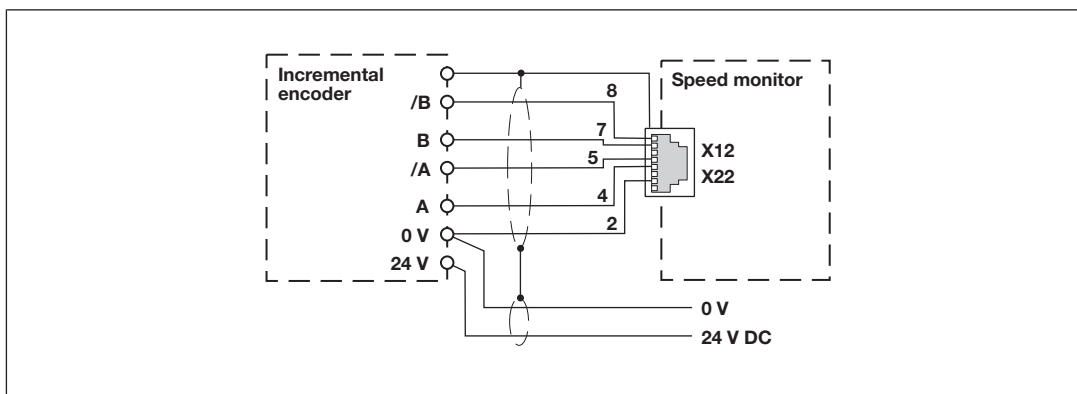 Incremental
encoder
Speed monitor
/B
8
B
7
X12
/A
5
X22
A
4
0 V
2
24 V
0 V
24 V DC